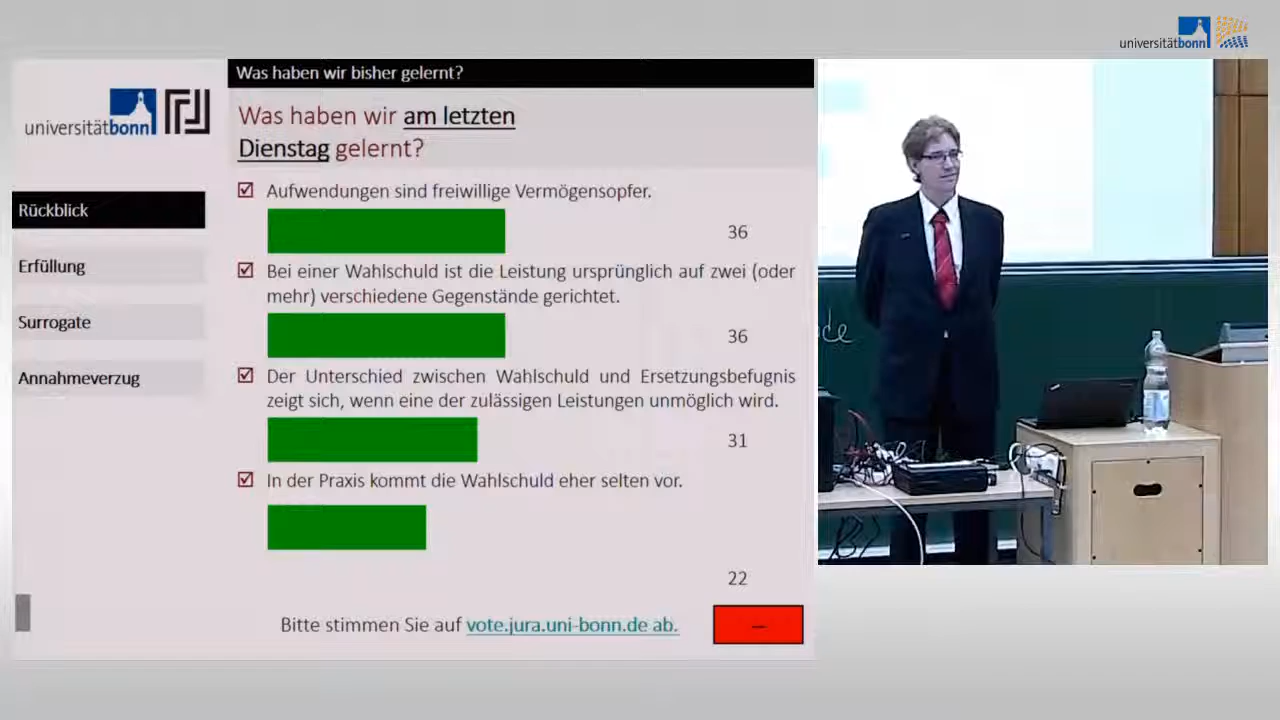 universitätbonn
Was haben wir bisher gelernt?
universitätbonn
Was haben wir am letzten
Dienstag gelernt?
Rückblick
Erfüllung
Surrogate
Annahmeverzug
Aufwendungen sind freiwillige Vermögensopfer.
36
Bei einer Wahlschuld ist die Leistung ursprünglich auf zwei (oder
mehr) verschiedene Gegenstände gerichtet.
36
Der Unterschied zwischen Wahlschuld und Ersetzungsbefugnis
zeigt sich, wenn eine der zulässigen Leistungen unmöglich wird.
31
In der Praxis kommt die Wahlschuld eher selten vor.
22
Bitte stimmen Sie auf vote.jura.uni-bonn.de ab.